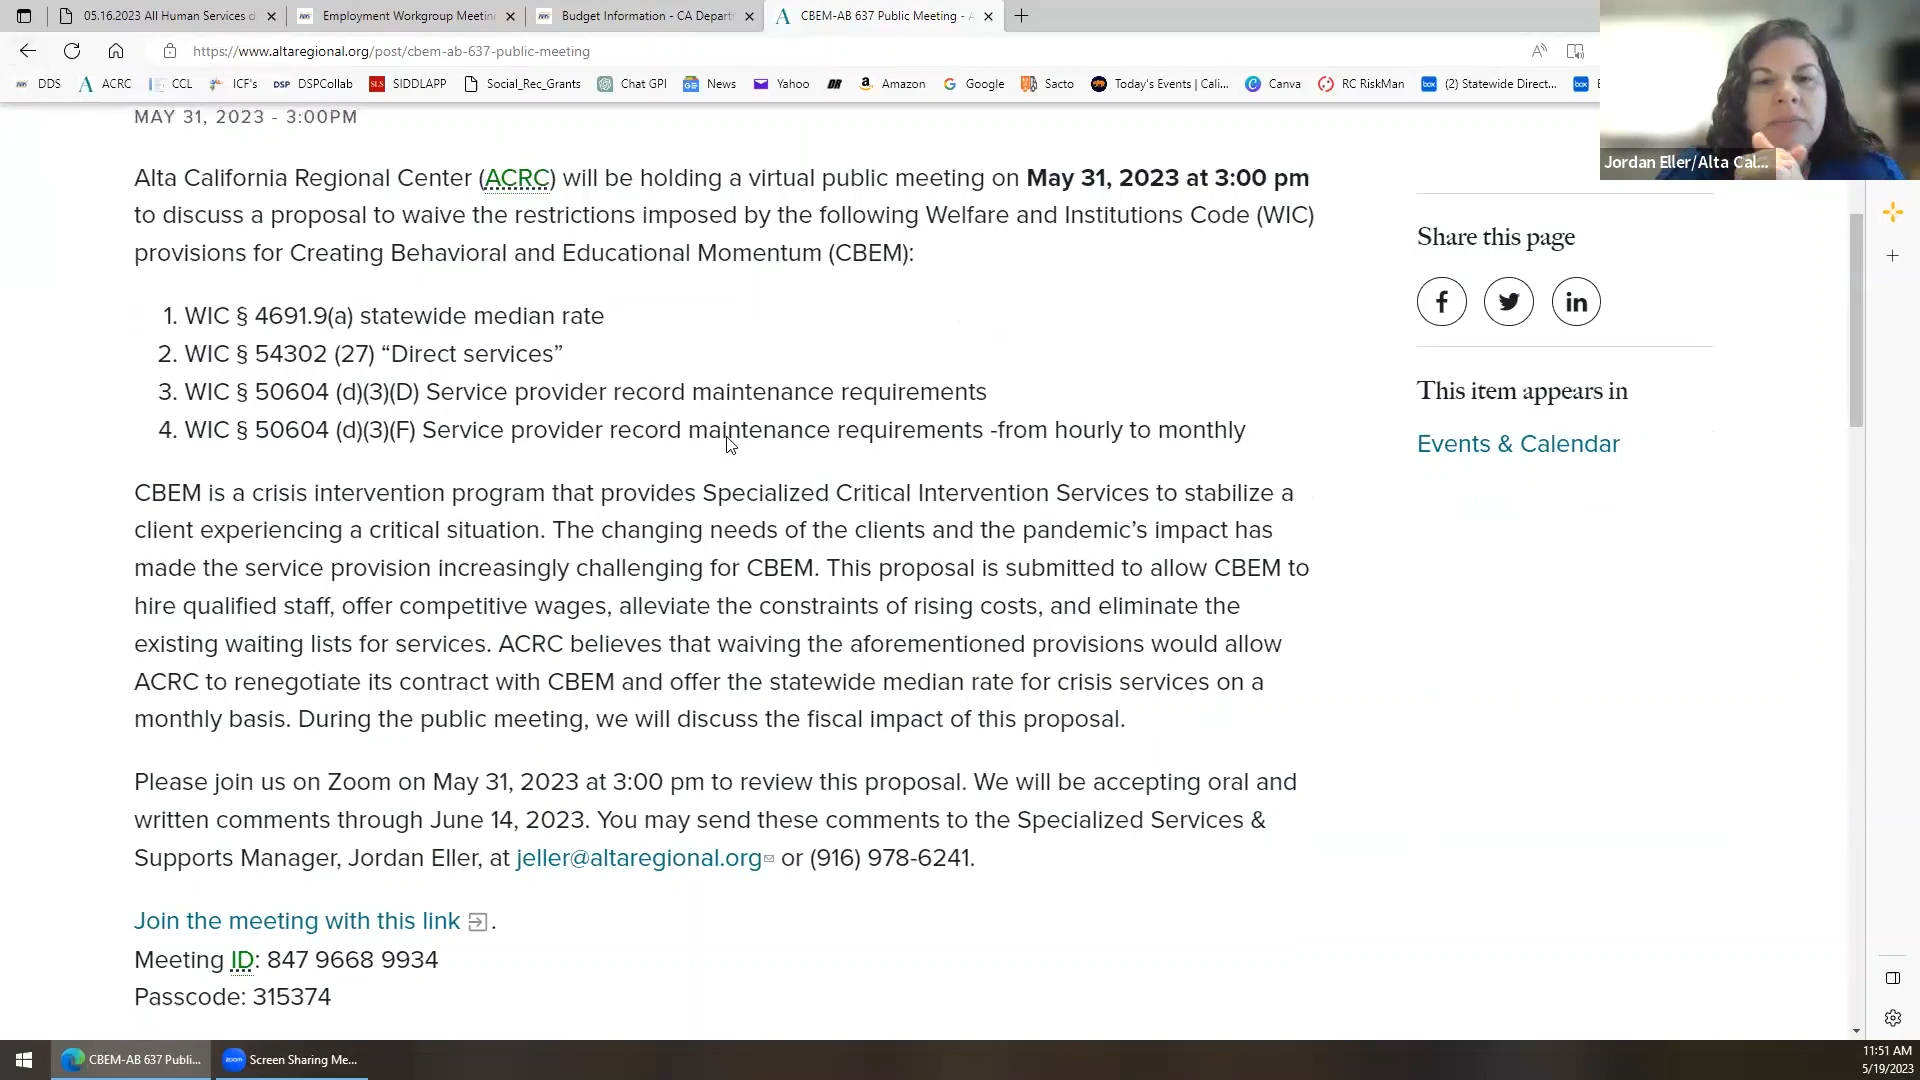 05.16.2023 All Human Services d
Employment Workgroup Meetin
Budget Information - CA Depart
CBEM-AB 637 Public Meeting - A
https://www.altaregional.org/post/cbem-ab-637-public-meeting
DDS ACRC CCL ICF's DSP DSPCollab SLS SIDDLAPP Social_Rec_Grants Chat GPI News Yahoo Amazon Google Sacto Today's Events | Cali... Canva RC RiskMan box (2) Statewide Direct... box
Jordan Eller/Alta Cal...
MAY 31, 2023 - 3:00PM
Alta California Regional Center (ACRC) will be holding a virtual public meeting on May 31, 2023 at 3:00 pm
to discuss a proposal to waive the restrictions imposed by the following Welfare and Institutions Code (WIC)
provisions for Creating Behavioral and Educational Momentum (CBEM):
1. WIC § 4691.9(a) statewide median rate
2. WIC § 54302 (27) “Direct services”
3. WIC § 50604 (d)(3)(D) Service provider record maintenance requirements
4. WIC § 50604 (d)(3)(F) Service provider record maintenance requirements -from hourly to monthly
CBEM is a crisis intervention program that provides Specialized Critical Intervention Services to stabilize a
client experiencing a critical situation. The changing needs of the clients and the pandemic’s impact has
made the service provision increasingly challenging for CBEM. This proposal is submitted to allow CBEM to
hire qualified staff, offer competitive wages, alleviate the constraints of rising costs, and eliminate the
existing waiting lists for services. ACRC believes that waiving the aforementioned provisions would allow
ACRC to renegotiate its contract with CBEM and offer the statewide median rate for crisis services on a
monthly basis. During the public meeting, we will discuss the fiscal impact of this proposal.
Please join us on Zoom on May 31, 2023 at 3:00 pm to review this proposal. We will be accepting oral and
written comments through June 14, 2023. You may send these comments to the Specialized Services &
Supports Manager, Jordan Eller, at jeller@altaregional.org or (916) 978-6241.
Join the meeting with this link .
Meeting ID: 847 9668 9934
Passcode: 315374
Share this page
This item appears in
Events & Calendar
CBEM-AB 637 Publi...
zoom Screen Sharing Me...
11:51 AM
5/19/2023